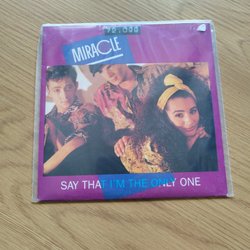 MIRACLE
SAY THAT I'M THE ONLY ONE